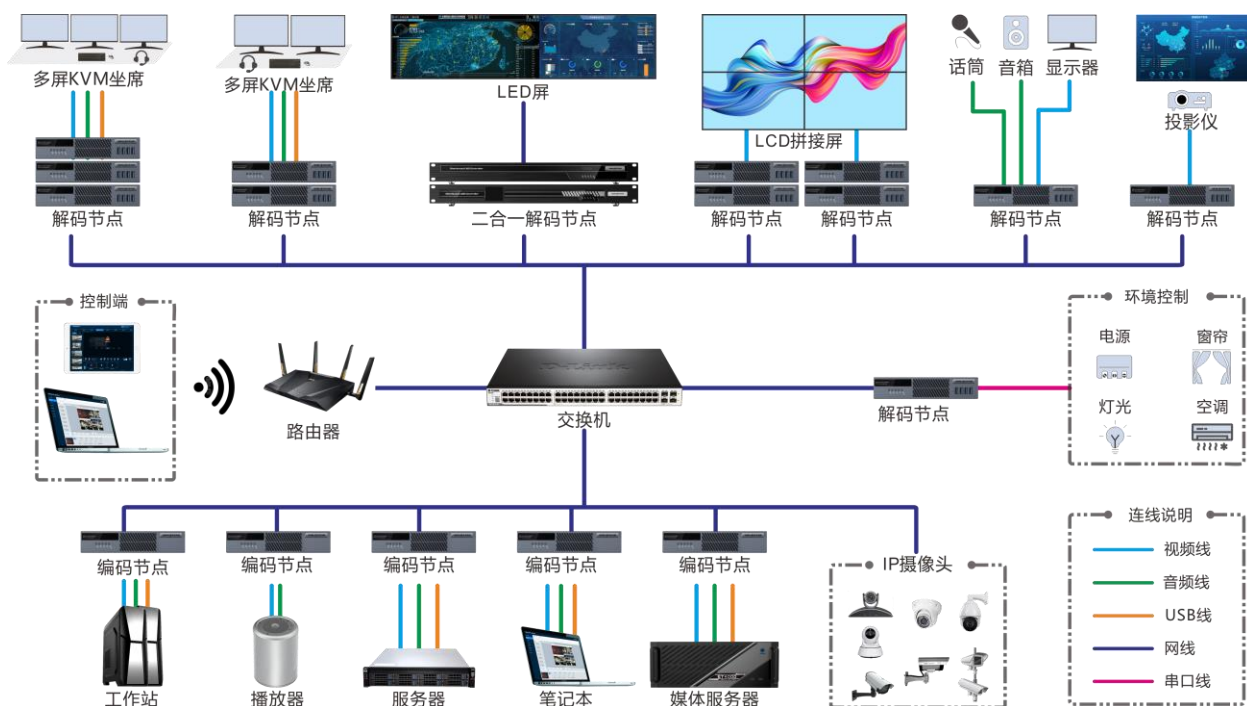 话筒
音箱
显示器
多屏KVM坐席
多屏KVM坐席
LED屏
LCD拼接屏
投影仪
解码节点
解码节点
二合一解码节点
解码节点
解码节点
解码节点
解码节点
控制端
环境控制
电源
窗帘
灯光
空调
路由器
交换机
解码节点
编码节点
编码节点
编码节点
编码节点
编码节点
IP摄像头
工作站
播放器
服务器
笔记本
媒体服务器
连线说明
视频线
音频线
USB线
网线
串口线